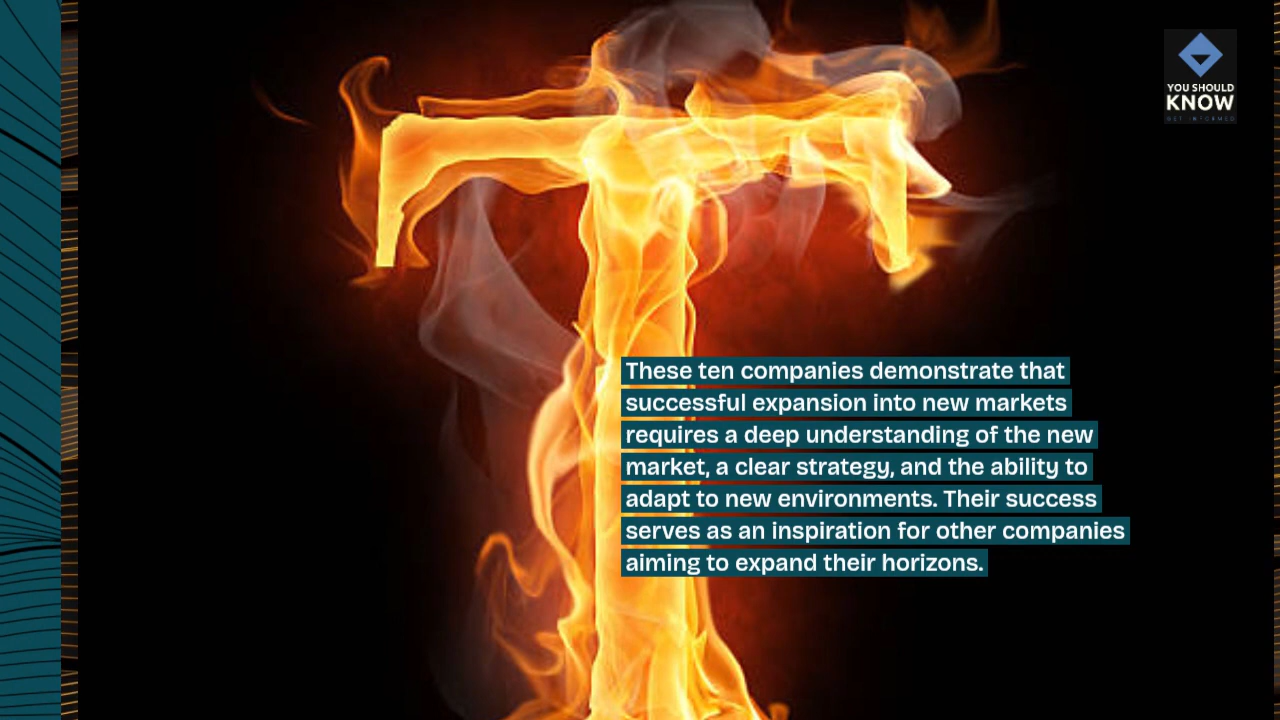 YOU SHOULD
KNOW
GET INFORMED
T
These ten companies demonstrate that
successful expansion into new markets
requires a deep understanding of the new
market, a clear strategy, and the ability to
adapt to new environments. Their success
serves as an inspiration for other companies
aiming to expand their horizons.